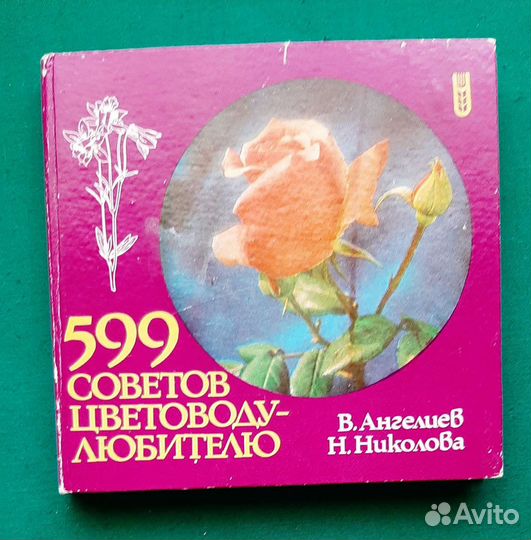 599
СОВЕТОВ
ЦВЕТОВОДУ-
ЛЮБИТЕЛЮ
В. Ангелиев
Н. Николова
Avito